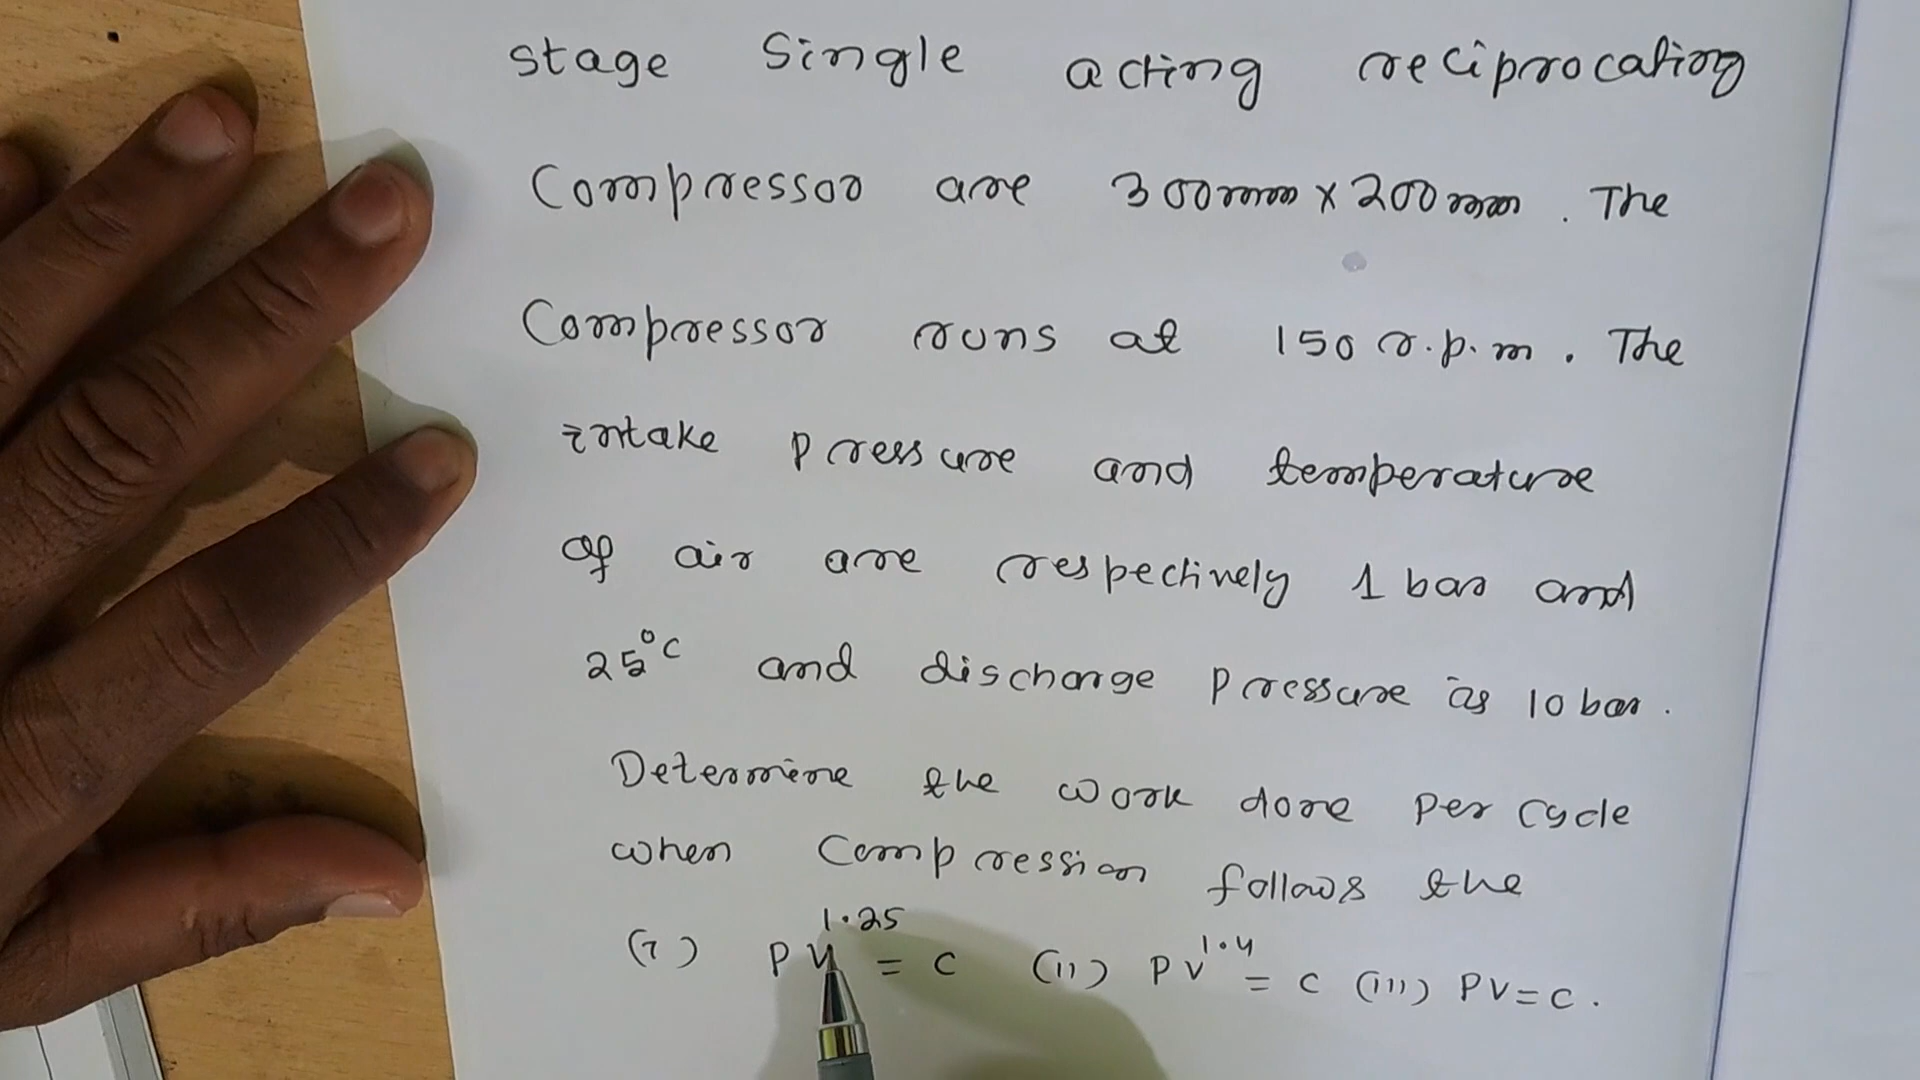 stage single acting reciprocating
Compressor are 300mm x 200mm. The
Compressor runs at 150 r.p.m. The
intake pressure and temperature
of air are respectively 1 bar and
25°C and discharge pressure is 10 bar.
Determine the work done per cycle
when compression follows the
(i) PV^1.25 = C (ii) PV^1.4 = C (iii) PV = C.